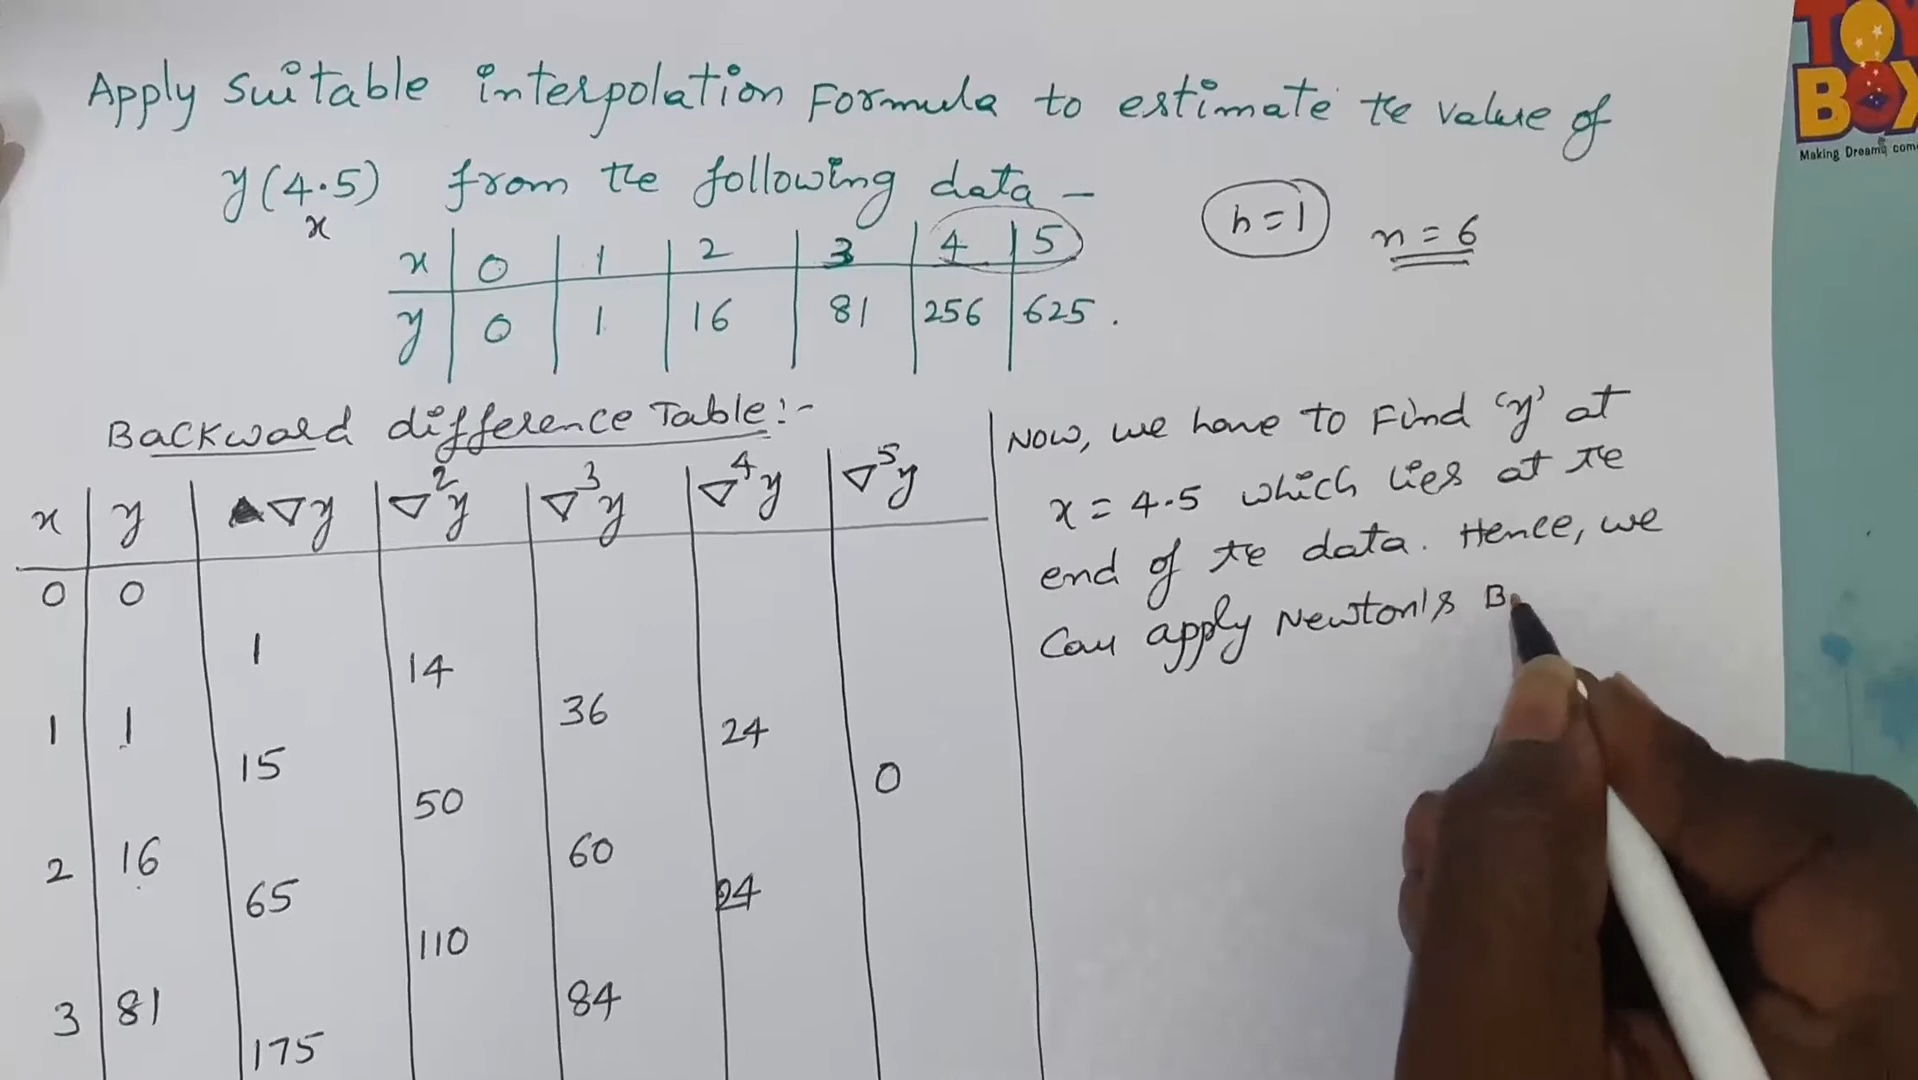 Apply suitable interpolation Formula to estimate the value of
y(4.5) from the following data -
x
h=1
n = 6
x 0 1 2 3 4 5
y 0 1 16 81 256 625 .
Backward difference Table :-
x y ∇y ∇²y ∇³y ∇⁴y ∇⁵y
0 0
1
14
1 1
36
24
15
0
50
2 16
60
24
65
110
3 81
84
175
Now, we have to Find 'y' at
x = 4.5 which lies at the
end of the data. Hence, we
can apply Newton's B
TOY
BOX
Making Dreams com